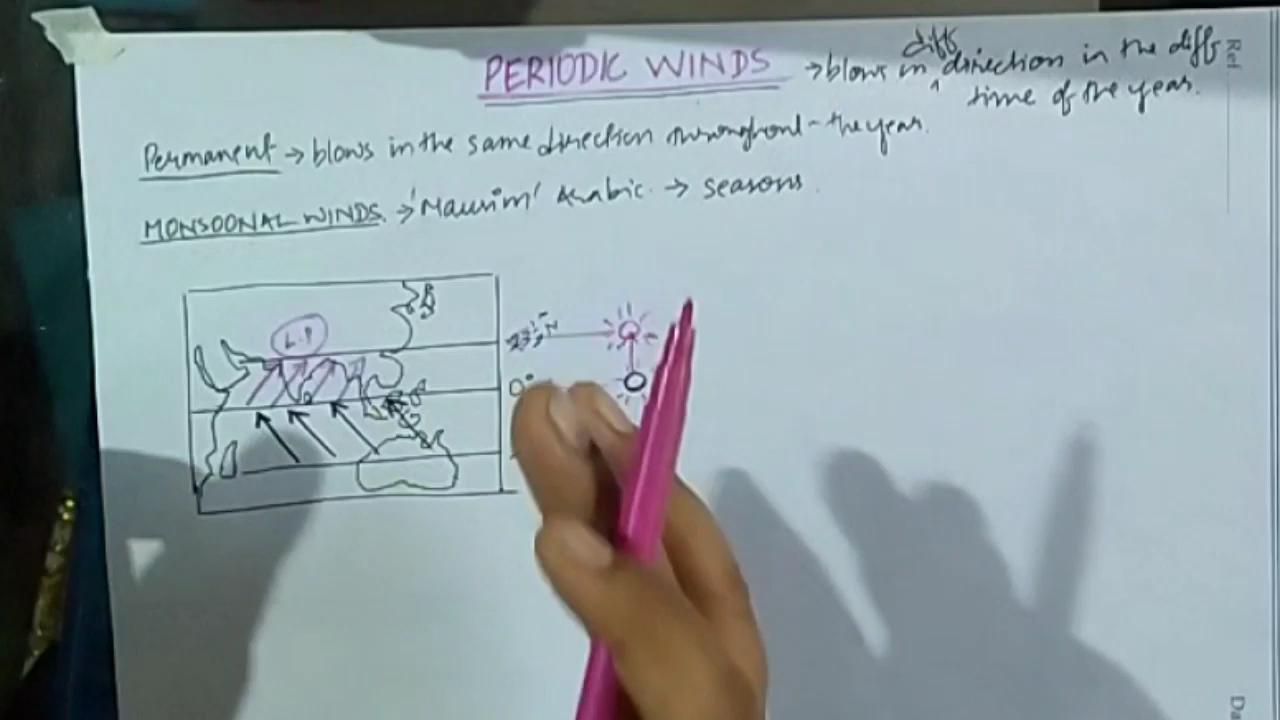 PERIODIC WINDS → blows in diff direction in the diff
time of the year.
Permanent → blows in the same direction throughout the year.
MONSOONAL WINDS → 'Mausim' Arabic → seasons.
L.P
23½°N
0°